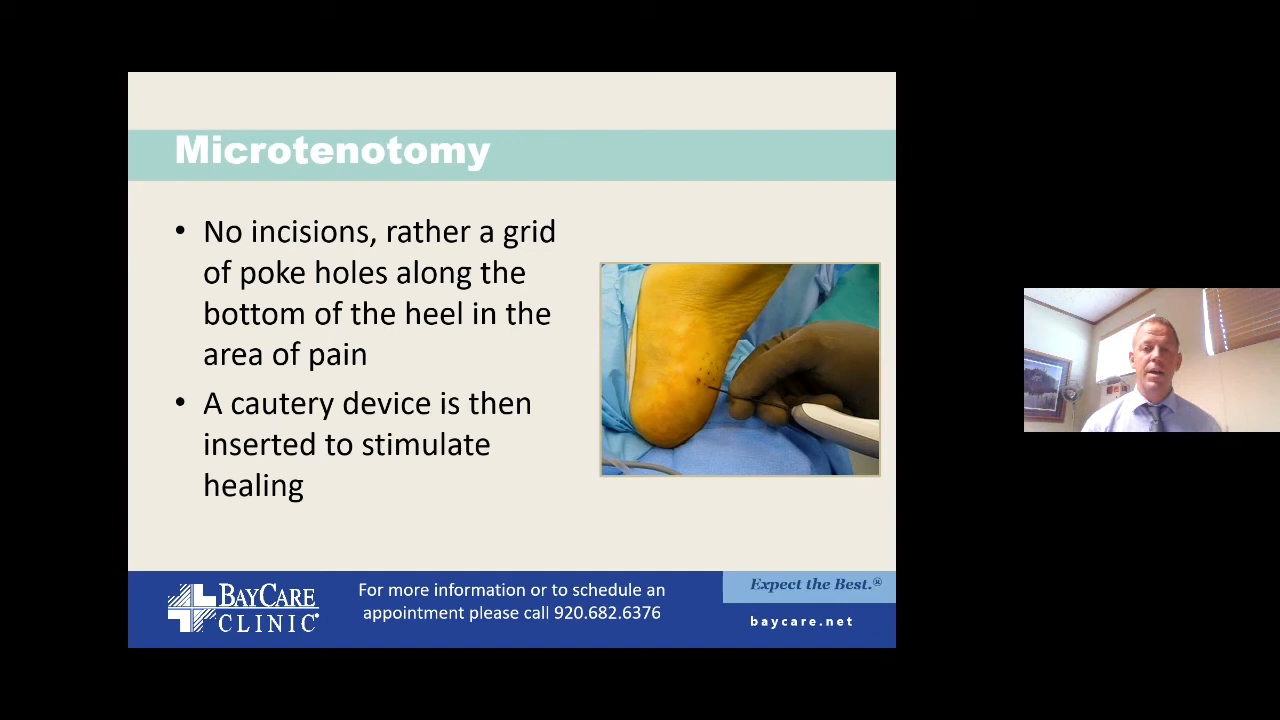 Microtenotomy
• No incisions, rather a grid
of poke holes along the
bottom of the heel in the
area of pain
• A cautery device is then
inserted to stimulate
healing
BAYCARE
CLINIC®
For more information or to schedule an
appointment please call 920.682.6376
Expect the Best.®
baycare.net